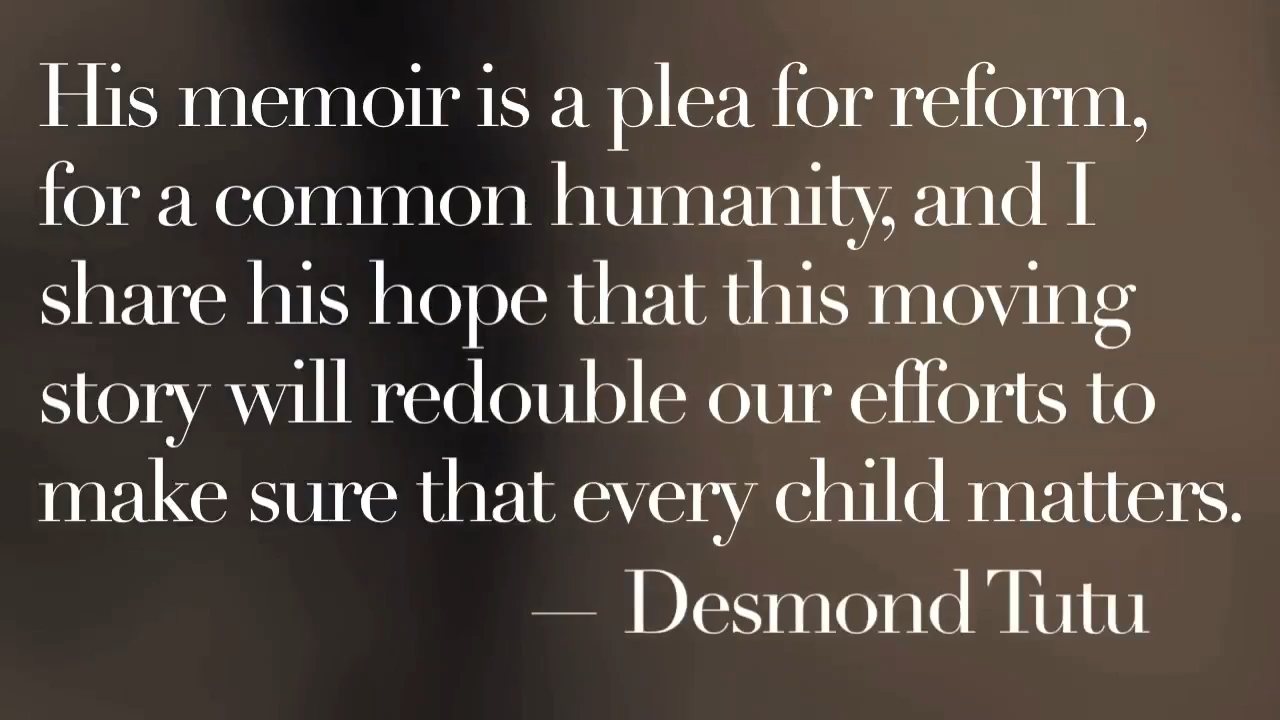 His memoir is a plea for reform,
for a common humanity, and I
share his hope that this moving
story will redouble our efforts to
make sure that every child matters.
— Desmond Tutu